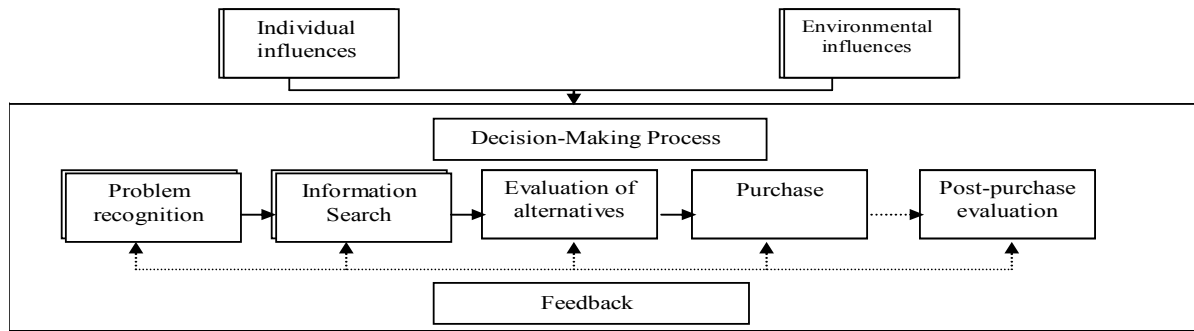 Individual
influences
Environmental
influences
Decision-Making Process
Problem
recognition
Information
Search
Evaluation of
alternatives
Purchase
Post-purchase
evaluation
Feedback